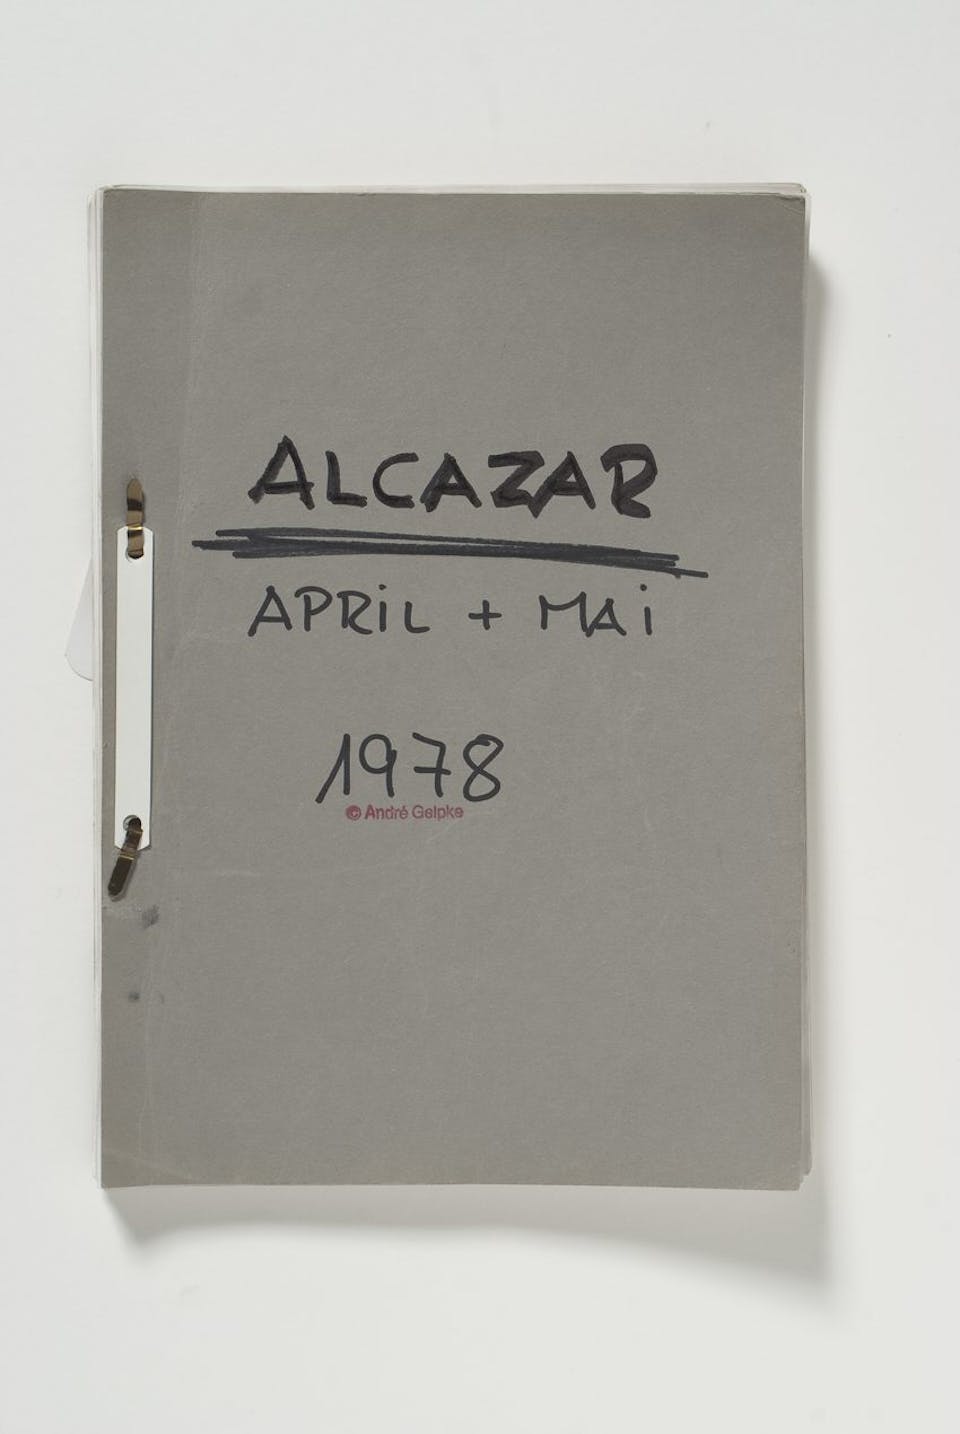 ALCAZAR
APRiL + MAi
1978
© André Gelpke